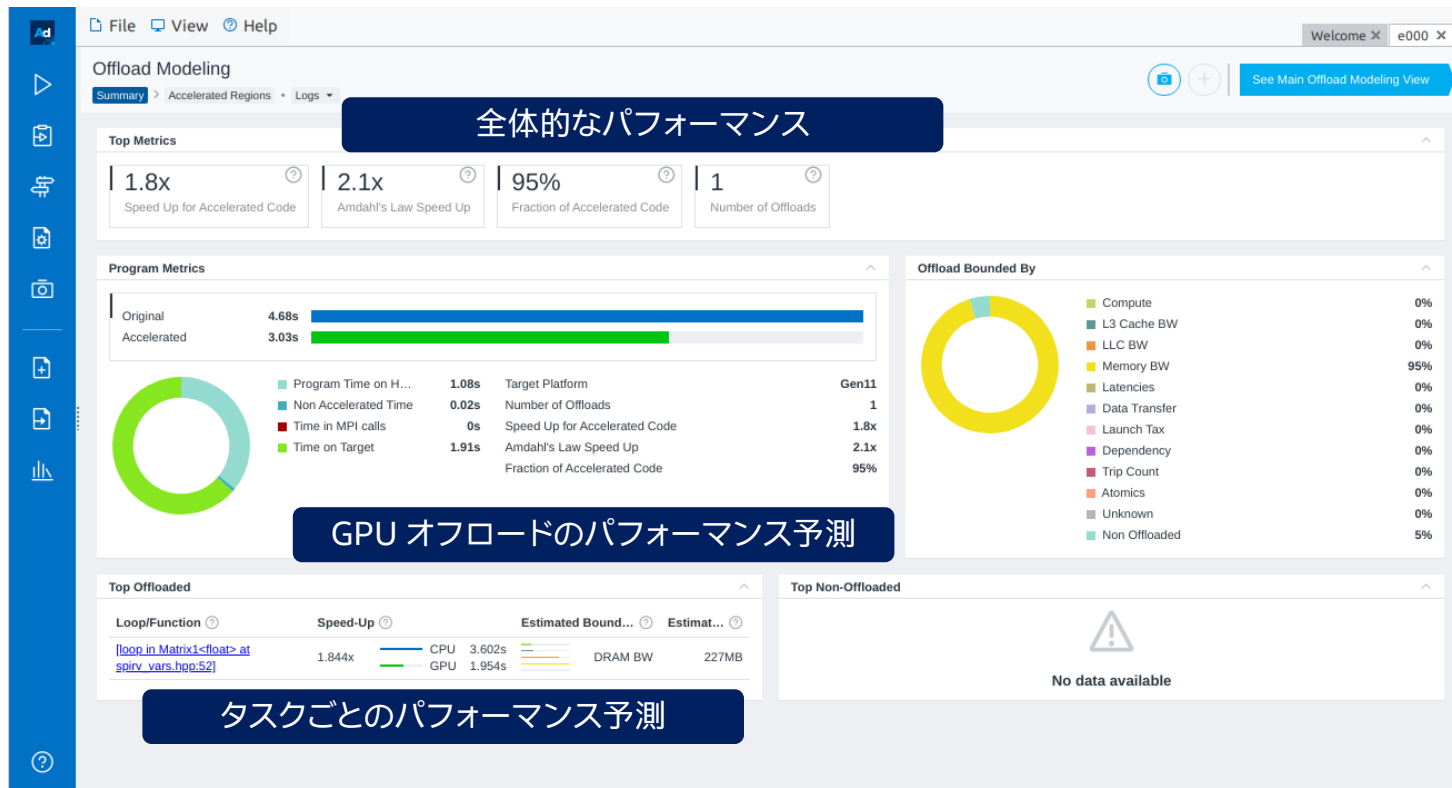 Ad
File View Help
Welcome × e000 ×
Offload Modeling
See Main Offload Modeling View
Summary > Accelerated Regions • Logs
全体的なパフォーマンス
Top Metrics
1.8x
Speed Up for Accelerated Code
2.1x
Amdahl's Law Speed Up
95%
Fraction of Accelerated Code
1
Number of Offloads
Program Metrics
Original 4.68s
Accelerated 3.03s
Program Time on H... 1.08s
Non Accelerated Time 0.02s
Time in MPI calls 0s
Time on Target 1.91s
Target Platform Gen11
Number of Offloads 1
Speed Up for Accelerated Code 1.8x
Amdahl's Law Speed Up 2.1x
Fraction of Accelerated Code 95%
GPU オフロードのパフォーマンス予測
Offload Bounded By
Compute 0%
L3 Cache BW 0%
LLC BW 0%
Memory BW 95%
Latencies 0%
Data Transfer 0%
Launch Tax 0%
Dependency 0%
Trip Count 0%
Atomics 0%
Unknown 0%
Non Offloaded 5%
Top Offloaded
Loop/Function Speed-Up Estimated Bound... Estimat...
[loop in Matrix1<float> at
spirv_vars.hpp:52]
1.844x
CPU 3.602s
GPU 1.954s
DRAM BW 227MB
タスクごとのパフォーマンス予測
Top Non-Offloaded
No data available